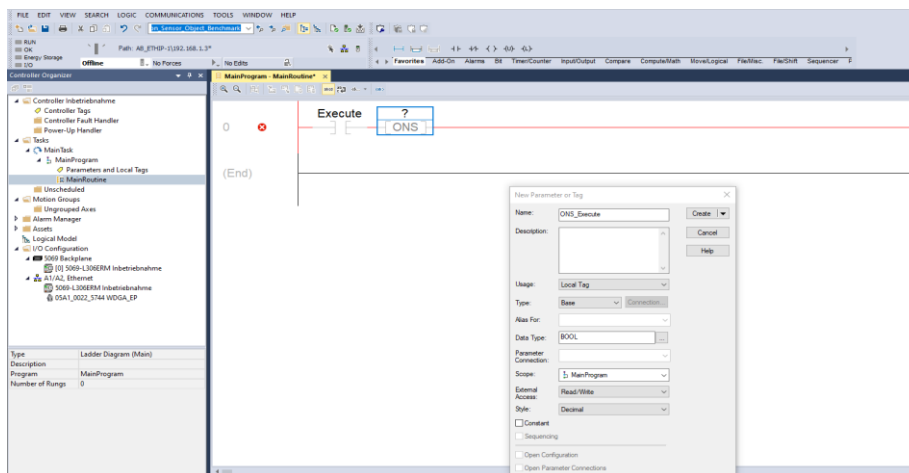 FILE EDIT VIEW SEARCH LOGIC COMMUNICATIONS TOOLS WINDOW HELP
on_Sensor_Object_Benchmark
RUN
OK
Energy Storage
I/O
Path: AB_ETHIP-1\192.168.1.3*
Offline
No Forces
No Edits
Favorites Add-On Alarms Bit Timer/Counter Input/Output Compare Compute/Math Move/Logical File/Misc. File/Shift Sequencer
Controller Organizer
MainProgram - MainRoutine*
Controller Inbetriebnahme
Controller Tags
Controller Fault Handler
Power-Up Handler
Tasks
MainTask
MainProgram
Parameters and Local Tags
MainRoutine
Unscheduled
Motion Groups
Ungrouped Axes
Alarm Manager
Assets
Logical Model
I/O Configuration
5069 Backplane
[0] 5069-L306ERM Inbetriebnahme
A1/A2, Ethernet
5069-L306ERM Inbetriebnahme
05A1_0022_5744 WDGA_EP
Type Ladder Diagram (Main)
Description
Program MainProgram
Number of Rungs 0
Execute ?
0 ONS
(End)
New Parameter or Tag
Name: ONS_Execute Create
Description: Cancel
Help
Usage: Local Tag
Type: Base Connection...
Alias For:
Data Type: BOOL ...
Parameter
Connection:
Scope: MainProgram
External
Access: Read/Write
Style: Decimal
Constant
Sequencing
Open Configuration
Open Parameter Connections